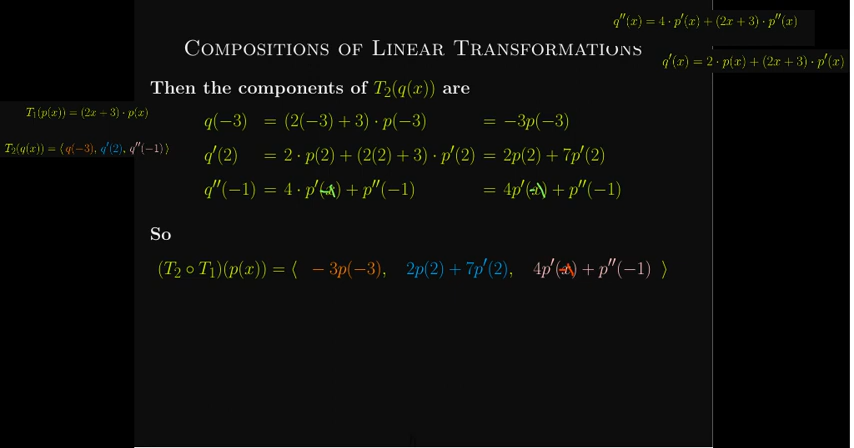 q″(x) = 4 · p′(x) + (2x + 3) · p″(x)
Compositions of Linear Transformations
q′(x) = 2 · p(x) + (2x + 3) · p′(x)
Then the components of T₂(q(x)) are
T₁(p(x)) = (2x + 3) · p(x)
q(−3) = (2(−3) + 3) · p(−3) = −3p(−3)
T₂(q(x)) = ⟨ q(−3), q′(2), q″(−1) ⟩
q′(2) = 2 · p(2) + (2(2) + 3) · p′(2) = 2p(2) + 7p′(2)
q″(−1) = 4 · p′( ) + p″(−1) = 4p′( ) + p″(−1)
So
(T₂ ∘ T₁)(p(x)) = ⟨ − 3p(−3), 2p(2) + 7p′(2), 4p′( ) + p″(−1) ⟩